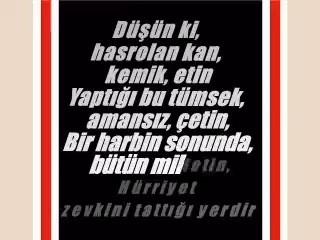 Düşün ki,
hasrolan kan,
kemik, etin
Yaptığı bu tümsek,
amansız, çetin,
Bir harbin sonunda,
bütün milletin,
Hürriyet
zevkini tattığı yerdir